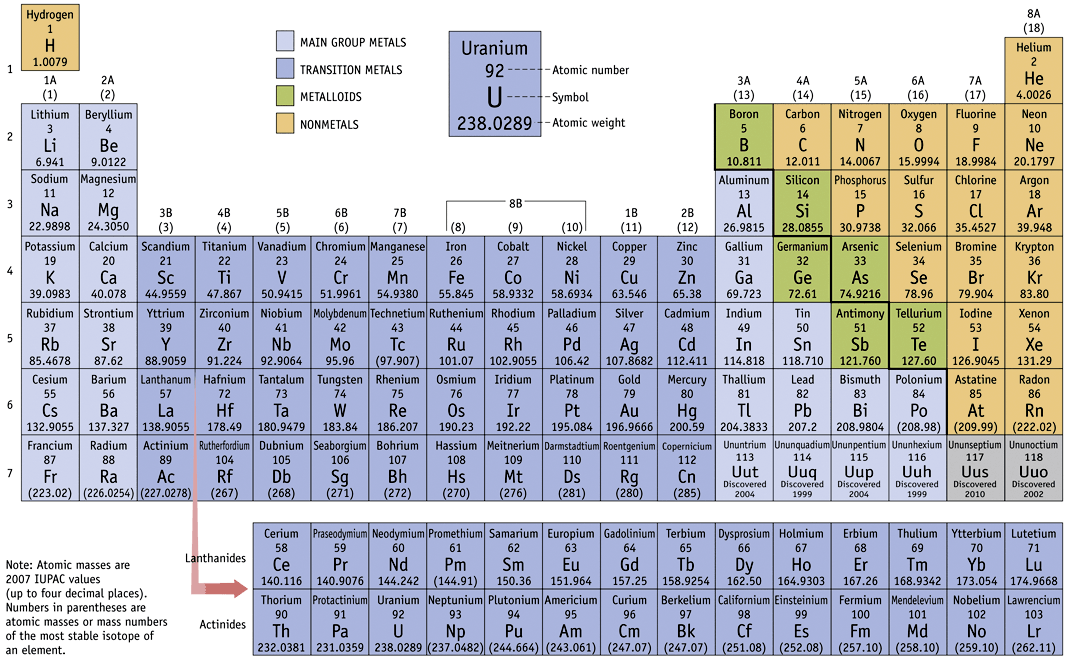 Hydrogen
1
H
1.0079
MAIN GROUP METALS
TRANSITION METALS
METALLOIDS
NONMETALS
Uranium
92 Atomic number
U Symbol
238.0289 Atomic weight
8A
(18)
Helium
2
He
4.0026
1
1A 2A 3A 4A 5A 6A 7A
(1) (2) (13) (14) (15) (16) (17)
Lithium Beryllium Boron Carbon Nitrogen Oxygen Fluorine Neon
3 4 5 6 7 8 9 10
2 Li Be B C N O F Ne
6.941 9.0122 10.811 12.011 14.0067 15.9994 18.9984 20.1797
Sodium Magnesium Aluminum Silicon Phosphorus Sulfur Chlorine Argon
11 12 13 14 15 16 17 18
3 Na Mg Al Si P S Cl Ar
22.9898 24.3050 26.9815 28.0855 30.9738 32.066 35.4527 39.948
8B
3B 4B 5B 6B 7B 1B 2B
(3) (4) (5) (6) (7) (8) (9) (10) (11) (12)
Potassium Calcium Scandium Titanium Vanadium Chromium Manganese Iron Cobalt Nickel Copper Zinc Gallium Germanium Arsenic Selenium Bromine Krypton
19 20 21 22 23 24 25 26 27 28 29 30 31 32 33 34 35 36
4 K Ca Sc Ti V Cr Mn Fe Co Ni Cu Zn Ga Ge As Se Br Kr
39.0983 40.078 44.9559 47.867 50.9415 51.9961 54.9380 55.845 58.9332 58.6934 63.546 65.38 69.723 72.61 74.9216 78.96 79.904 83.80
Rubidium Strontium Yttrium Zirconium Niobium Molybdenum Technetium Ruthenium Rhodium Palladium Silver Cadmium Indium Tin Antimony Tellurium Iodine Xenon
37 38 39 40 41 42 43 44 45 46 47 48 49 50 51 52 53 54
5 Rb Sr Y Zr Nb Mo Tc Ru Rh Pd Ag Cd In Sn Sb Te I Xe
85.4678 87.62 88.9059 91.224 92.9064 95.96 (97.907) 101.07 102.9055 106.42 107.8682 112.411 114.818 118.710 121.760 127.60 126.9045 131.29
Cesium Barium Lanthanum Hafnium Tantalum Tungsten Rhenium Osmium Iridium Platinum Gold Mercury Thallium Lead Bismuth Polonium Astatine Radon
55 56 57 72 73 74 75 76 77 78 79 80 81 82 83 84 85 86
6 Cs Ba La Hf Ta W Re Os Ir Pt Au Hg Tl Pb Bi Po At Rn
132.9055 137.327 138.9055 178.49 180.9479 183.84 186.207 190.23 192.22 195.084 196.9666 200.59 204.3833 207.2 208.9804 (208.98) (209.99) (222.02)
Francium Radium Actinium Rutherfordium Dubnium Seaborgium Bohrium Hassium Meitnerium Darmstadtium Roentgenium Copernicium Ununtrium Ununquadium Ununpentium Ununhexium Ununseptium Ununoctium
87 88 89 104 105 106 107 108 109 110 111 112 113 114 115 116 117 118
7 Fr Ra Ac Rf Db Sg Bh Hs Mt Ds Rg Cn Uut Uuq Uup Uuh Uus Uuo
(223.02) (226.0254) (227.0278) (267) (268) (271) (272) (270) (276) (281) (280) (285) Discovered Discovered Discovered Discovered Discovered Discovered
2004 1999 2004 1999 2010 2002
Cerium Praseodymium Neodymium Promethium Samarium Europium Gadolinium Terbium Dysprosium Holmium Erbium Thulium Ytterbium Lutetium
58 59 60 61 62 63 64 65 66 67 68 69 70 71
Lanthanides Ce Pr Nd Pm Sm Eu Gd Tb Dy Ho Er Tm Yb Lu
140.116 140.9076 144.242 (144.91) 150.36 151.964 157.25 158.9254 162.50 164.9303 167.26 168.9342 173.054 174.9668
Thorium Protactinium Uranium Neptunium Plutonium Americium Curium Berkelium Californium Einsteinium Fermium Mendelevium Nobelium Lawrencium
90 91 92 93 94 95 96 97 98 99 100 101 102 103
Actinides Th Pa U Np Pu Am Cm Bk Cf Es Fm Md No Lr
232.0381 231.0359 238.0289 (237.0482) (244.664) (243.061) (247.07) (247.07) (251.08) (252.08) (257.10) (258.10) (259.10) (262.11)
Note: Atomic masses are
2007 IUPAC values
(up to four decimal places).
Numbers in parentheses are
atomic masses or mass numbers
of the most stable isotope of
an element.